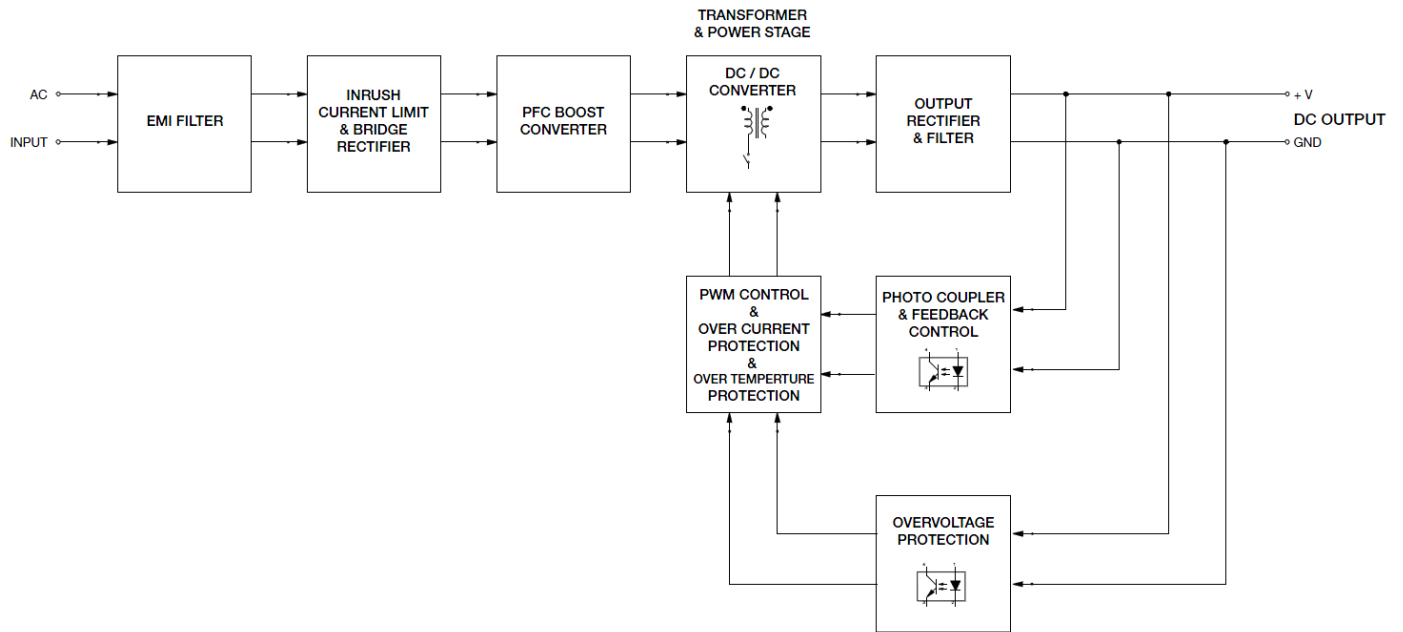 TRANSFORMER
& POWER STAGE
AC
INPUT
EMI FILTER
INRUSH
CURRENT LIMIT
& BRIDGE
RECTIFIER
PFC BOOST
CONVERTER
DC / DC
CONVERTER
OUTPUT
RECTIFIER
& FILTER
+ V
DC OUTPUT
GND
PWM CONTROL
&
OVER CURRENT
PROTECTION
&
OVER TEMPERTURE
PROTECTION
PHOTO COUPLER
& FEEDBACK
CONTROL
OVERVOLTAGE
PROTECTION